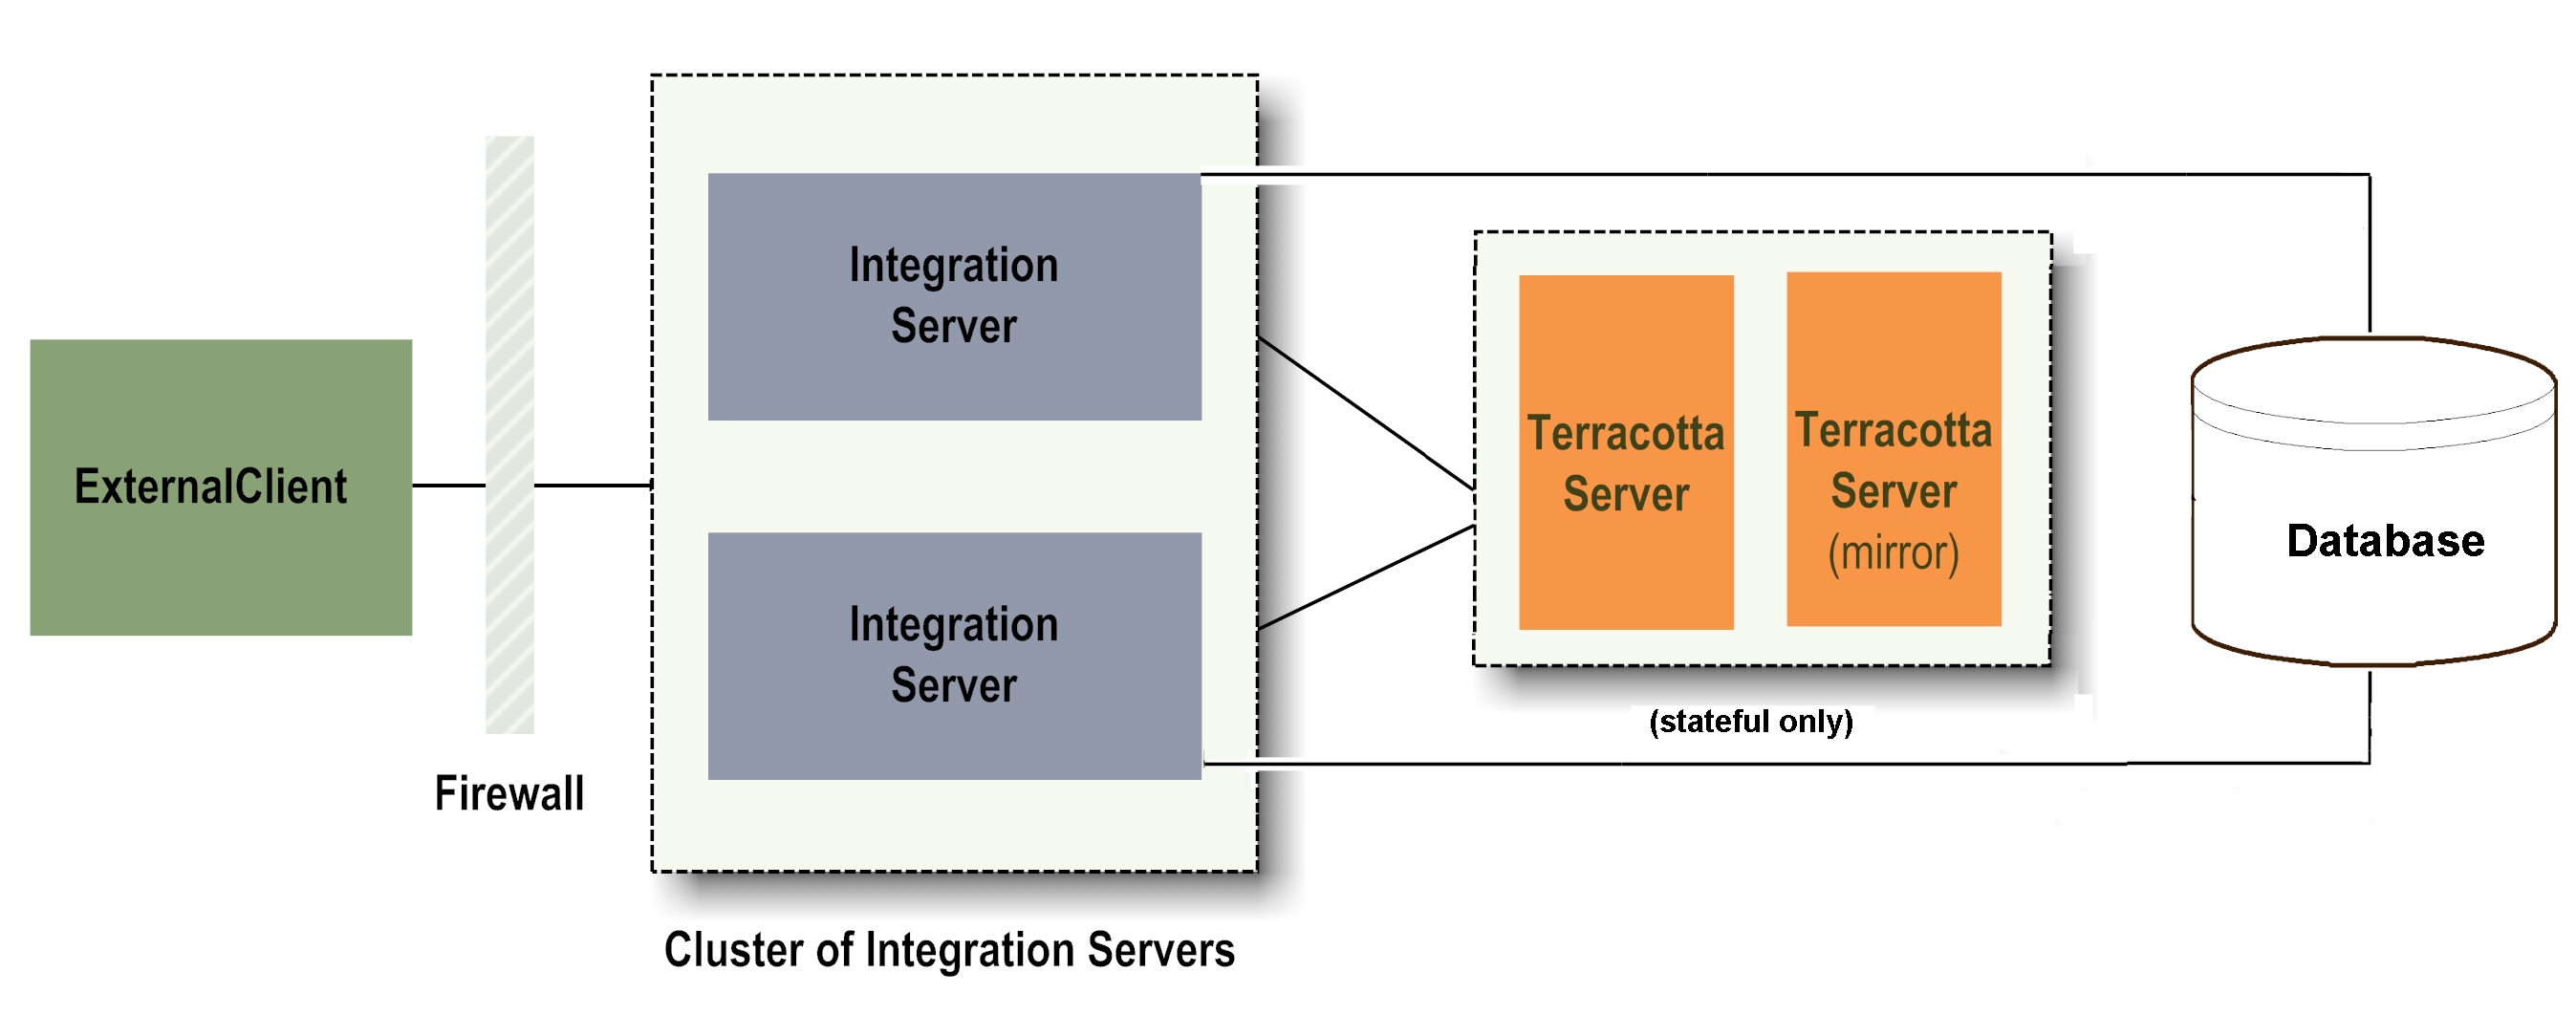 ExternalClient
Firewall
Integration
Server
Integration
Server
Cluster of Integration Servers
Terracotta
Server
Terracotta
Server
(mirror)
(stateful only)
Database